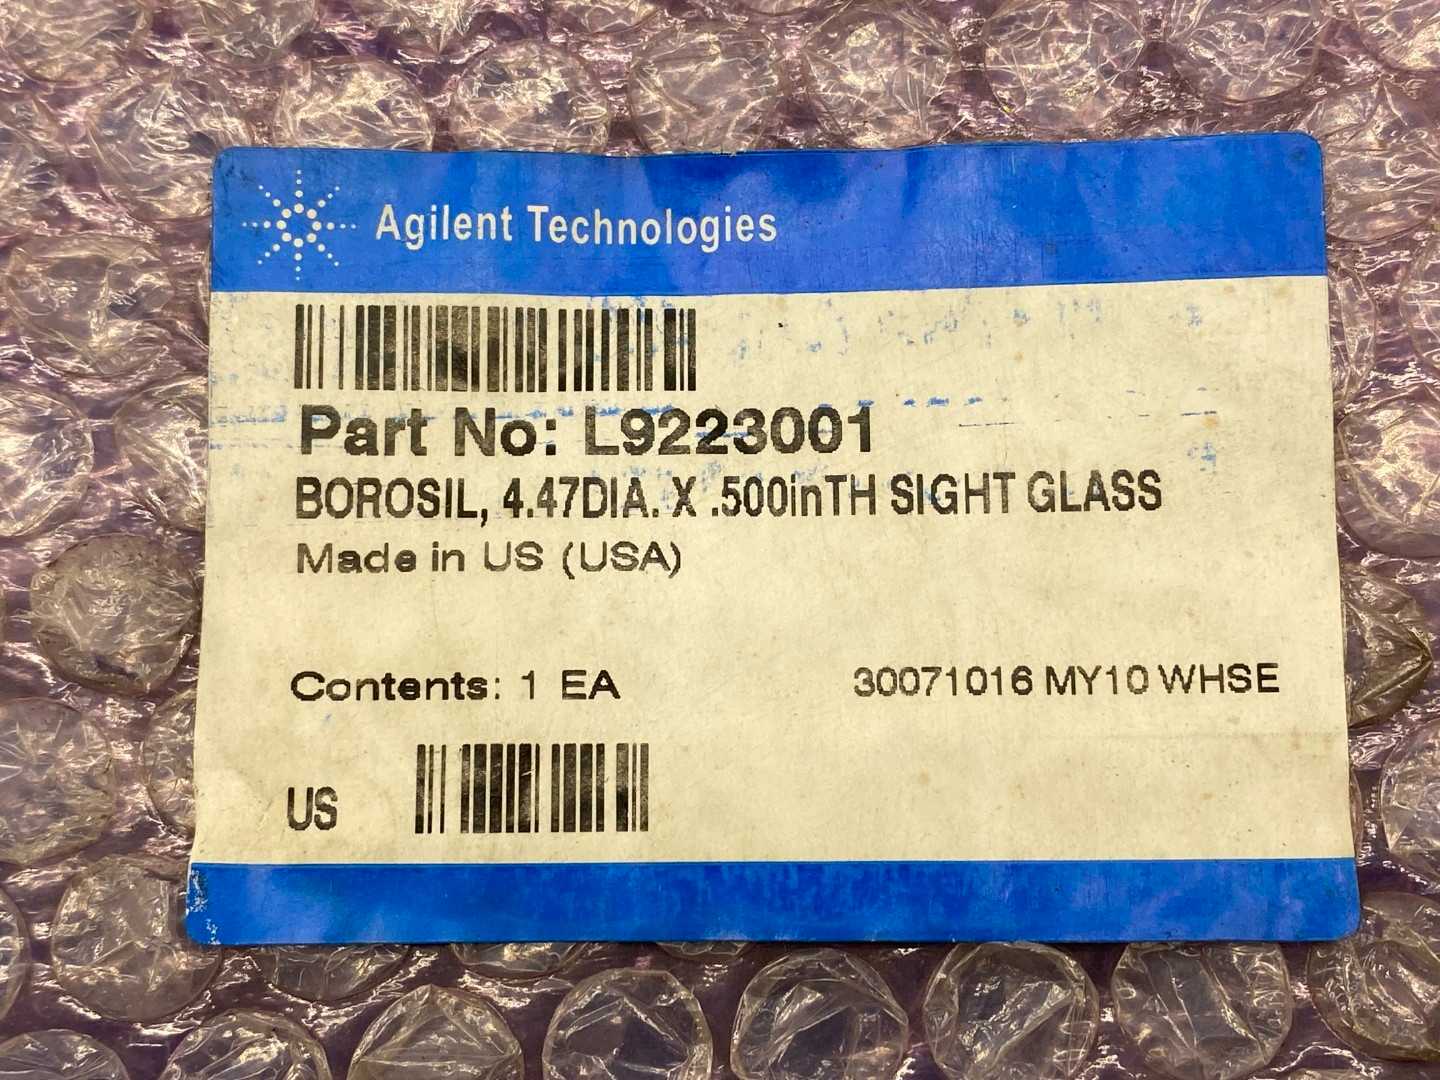 Agilent Technologies
Part No: L9223001
BOROSIL, 4.47DIA. X .500inTH SIGHT GLASS
Made in US (USA)
Contents: 1 EA
30071016 MY10 WHSE
US